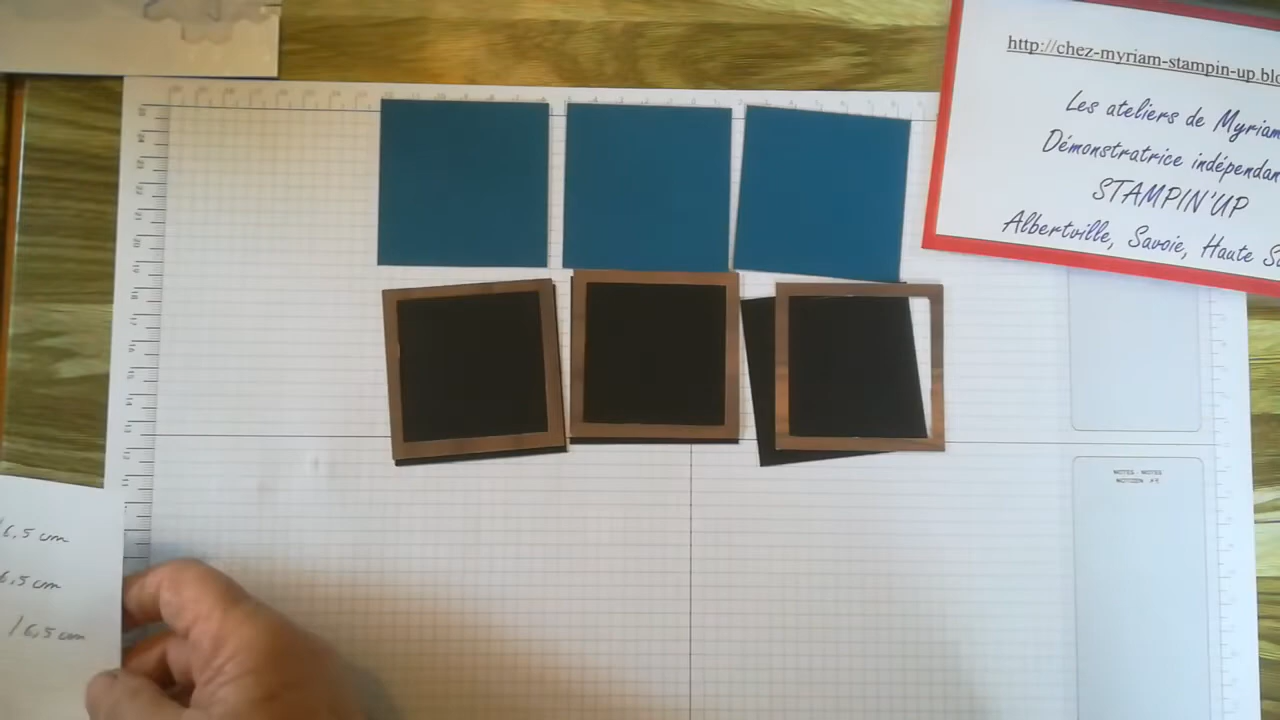 http://chez-myriam-stampin-up.blo
Les ateliers de Myriam
Démonstratrice indépendan
STAMPIN'UP
Albertville, Savoie, Haute S
NOTES - NOTES
6,5 cm
6,5 cm
/ 6,5 cm